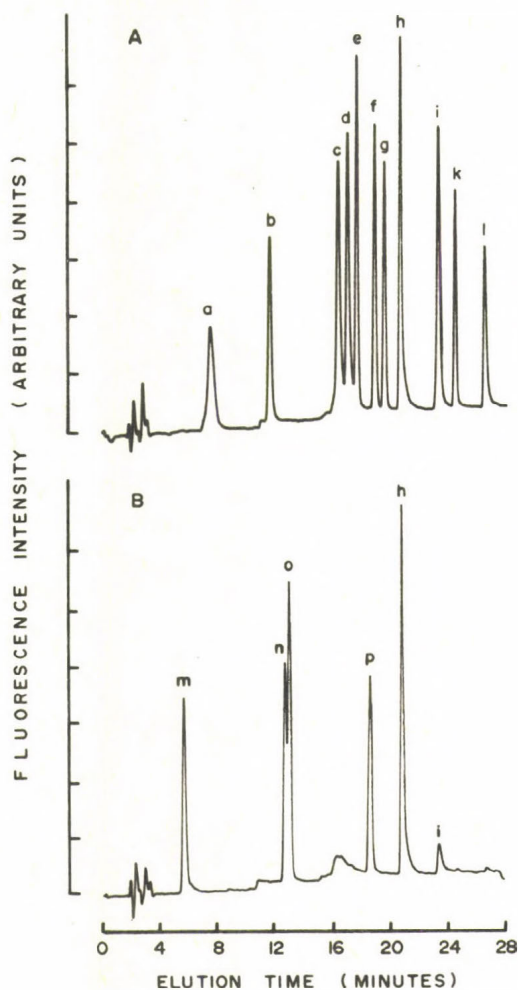 FLUORESCENCE INTENSITY (ARBITRARY UNITS)
A
a
b
c
d
e
f
g
h
i
k
l
B
m
n
o
p
h
i
0 4 8 12 16 20 24 28
ELUTION TIME (MINUTES)